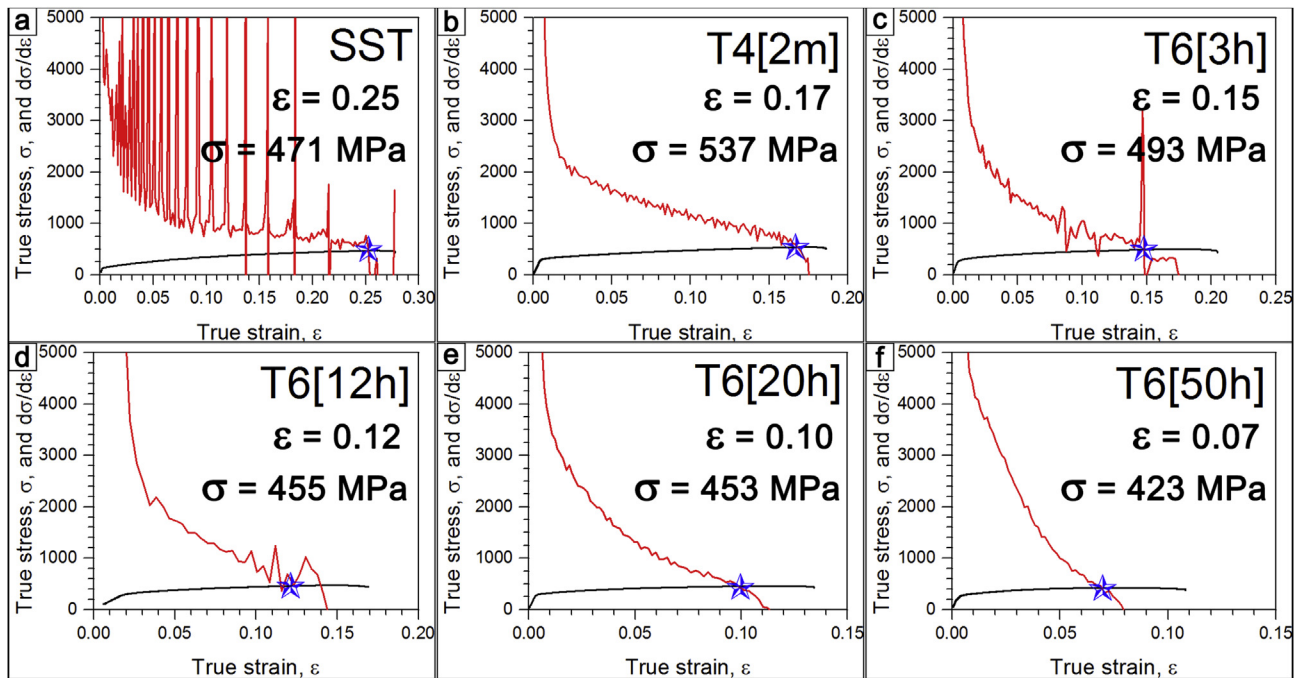 a
SST
ε = 0.25
σ = 471 MPa
True stress, σ, and dσ/dε
5000
4000
3000
2000
1000
0
0.00 0.05 0.10 0.15 0.20 0.25 0.30
True strain, ε
b
T4[2m]
ε = 0.17
σ = 537 MPa
True stress, σ, and dσ/dε
5000
4000
3000
2000
1000
0
0.00 0.05 0.10 0.15 0.20
True strain, ε
c
T6[3h]
ε = 0.15
σ = 493 MPa
True stress, σ, and dσ/dε
5000
4000
3000
2000
1000
0
0.00 0.05 0.10 0.15 0.20 0.25
True strain, ε
d
T6[12h]
ε = 0.12
σ = 455 MPa
True stress, σ, and dσ/dε
5000
4000
3000
2000
1000
0
0.00 0.05 0.10 0.15 0.20
True strain, ε
e
T6[20h]
ε = 0.10
σ = 453 MPa
True stress, σ, and dσ/dε
5000
4000
3000
2000
1000
0
0.00 0.05 0.10 0.15
True strain, ε
f
T6[50h]
ε = 0.07
σ = 423 MPa
True stress, σ, and dσ/dε
5000
4000
3000
2000
1000
0
0.00 0.05 0.10 0.15
True strain, ε